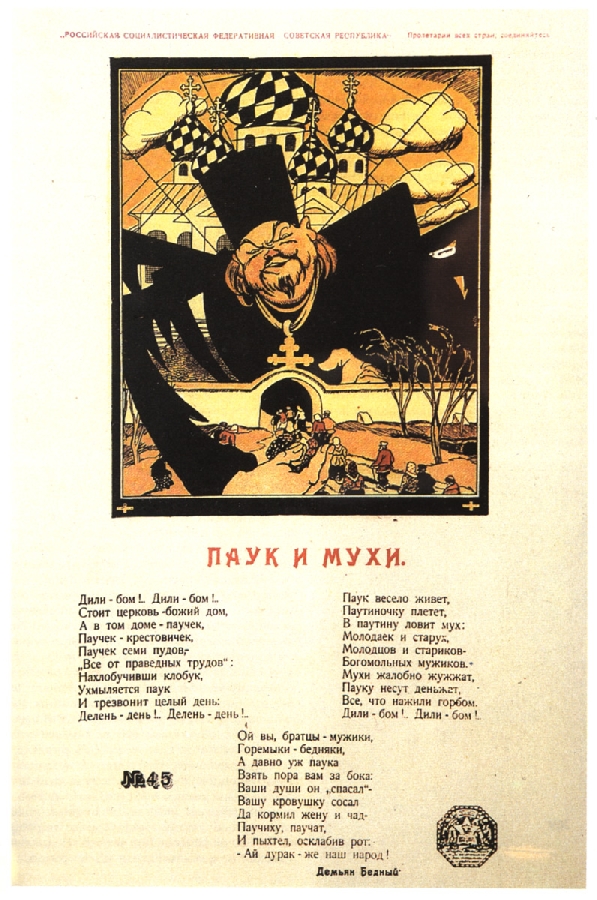 „РОССИЙСКАЯ СОЦИАЛИСТИЧЕСКАЯ ФЕДЕРАТИВНАЯ СОВЕТСКАЯ РЕСПУБЛИКА" Пролетарии всех стран, соединяйтесь
ПАУК И МУХИ.
Дили - бом!.. Дили - бом!..
Стоит церковь -божий дом,
А в том доме - паучек,
Паучек - крестовичек,
Паучек семи пудов,-
„Все от праведных трудов":
Нахлобучивши клобук,
Ухмыляется паук
И трезвонит целый день:
Делень - день!.. Делень - день!..
Паук весело живет,
Паутиночку плетет,
В паутину ловит мух:
Молодаек и старух,
Молодцов и стариков-
Богомольных мужиков.-
Мухи жалобно жужжат,
Пауку несут деньжат,
Все, что нажили горбом.
Дили - бом!.. Дили - бом!..
Ой вы, братцы - мужики,
Горемыки - бедняки,
А давно уж паука
Взять пора вам за бока:
Ваши души он „спасал"-
Вашу кровушку сосал
Да кормил жену и чад-
Паучиху, паучат,
И пыхтел, осклабив рот:
- Ай дурак - же наш народ!
Демьян Бедный
№45